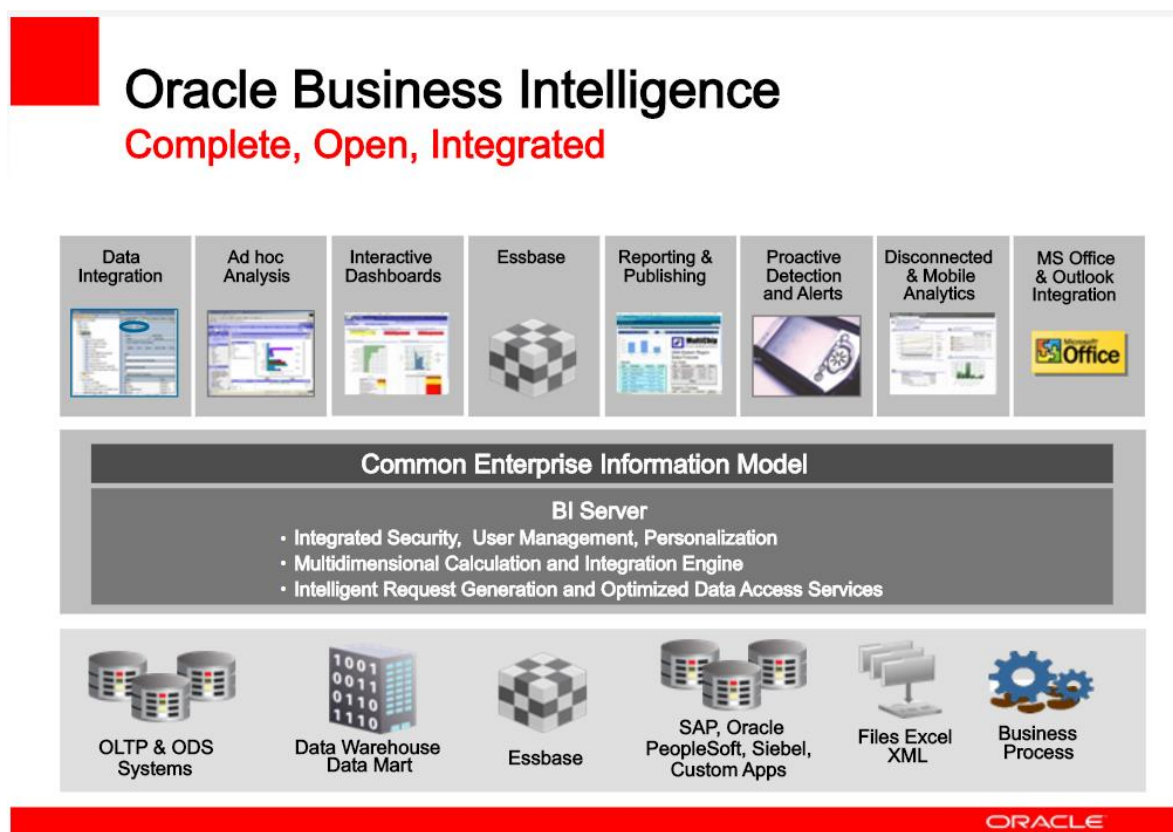 Oracle Business Intelligence
Complete, Open, Integrated
Data
Integration
Ad hoc
Analysis
Interactive
Dashboards
Essbase
Reporting &
Publishing
Proactive
Detection
and Alerts
Disconnected
& Mobile
Analytics
MS Office
& Outlook
Integration
MultiChip
Microsoft
Office
Common Enterprise Information Model
BI Server
• Integrated Security, User Management, Personalization
• Multidimensional Calculation and Integration Engine
• Intelligent Request Generation and Optimized Data Access Services
1001
0011
0110
1110
OLTP & ODS
Systems
Data Warehouse
Data Mart
Essbase
SAP, Oracle
PeopleSoft, Siebel,
Custom Apps
Files Excel
XML
Business
Process
ORACLE